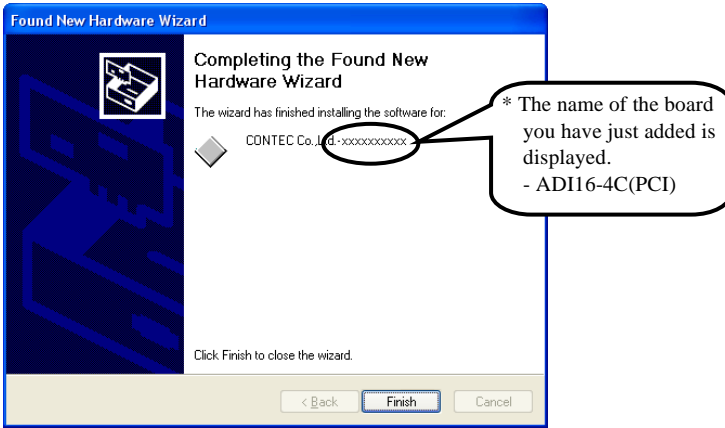 Found New Hardware Wizard
Completing the Found New
Hardware Wizard
The wizard has finished installing the software for:
CONTEC Co.,Ltd.-xxxxxxxxxx
Click Finish to close the wizard.
< Back
Finish
Cancel
* The name of the board
you have just added is
displayed.
- ADI16-4C(PCI)